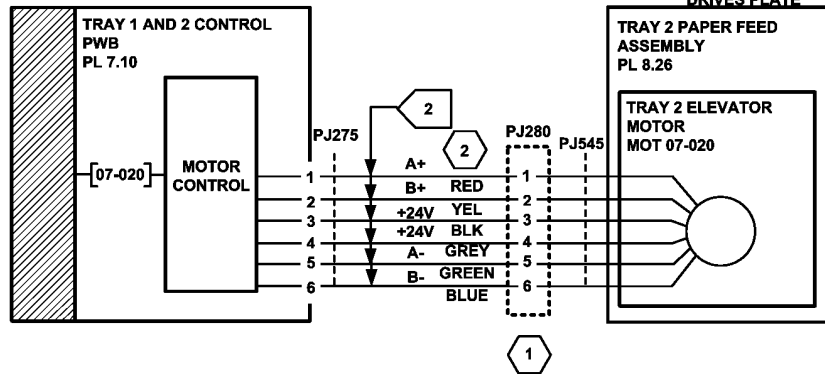 DRIVES PLATE
TRAY 1 AND 2 CONTROL
PWB
PL 7.10
TRAY 2 PAPER FEED
ASSEMBLY
PL 8.26
2
TRAY 2 ELEVATOR
MOTOR
MOT 07-020
PJ275
2
PJ280
PJ545
[07-020]
MOTOR
CONTROL
1 A+ 1
RED
2 B+ 2
YEL
3 +24V 3
BLK
4 +24V 4
GREY
5 A- 5
GREEN
6 B- 6
BLUE
1